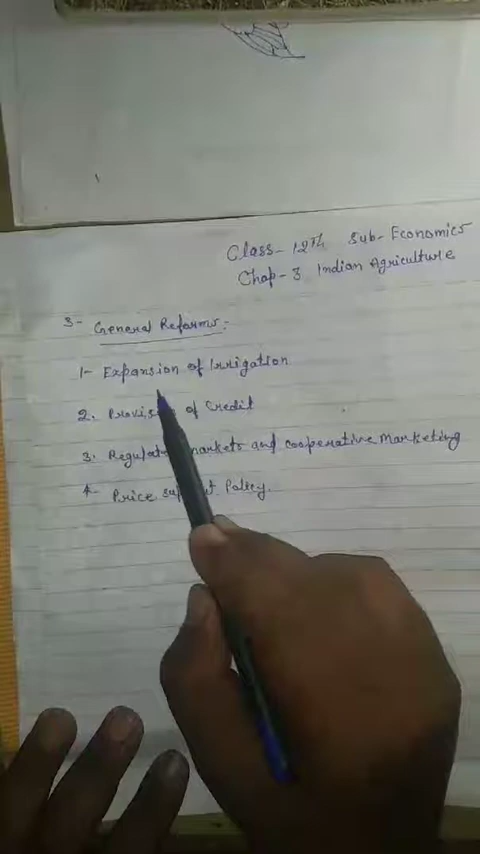 Class- 12Th Sub- Economics
Chap- 3 Indian Agriculture
3- General Reforms:-
1- Expansion of Irrigation
2. of Credit
3. markets and cooperative Marketing
4- Price Policy.